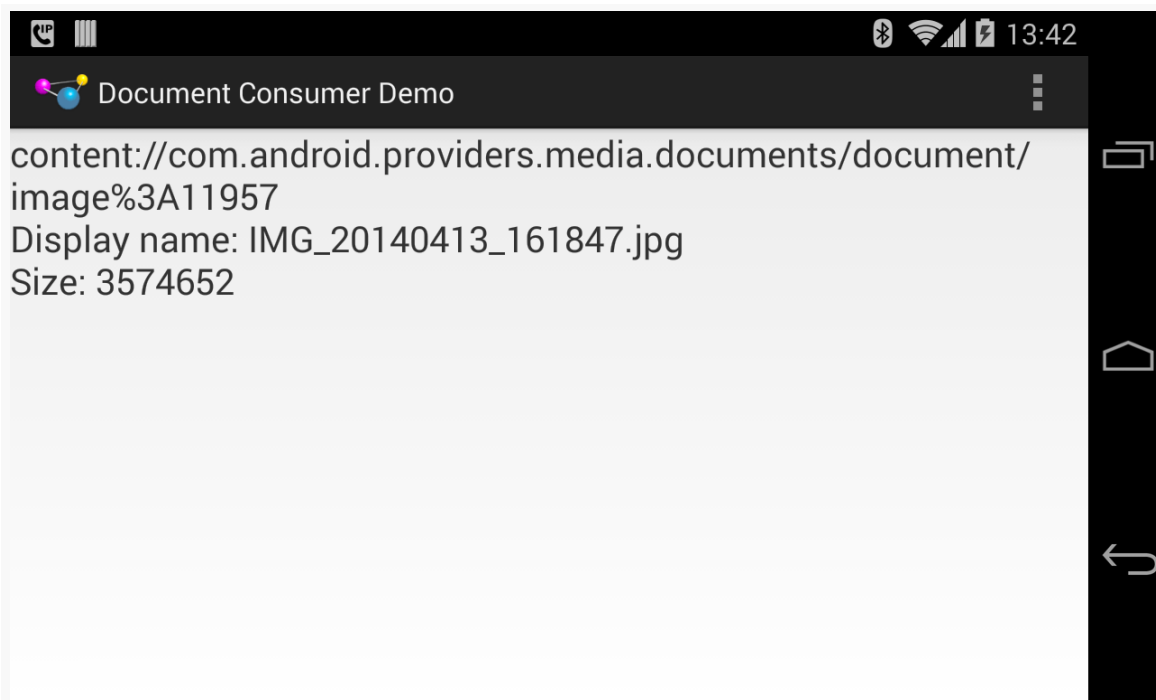 IP
13:42
Document Consumer Demo
content://com.android.providers.media.documents/document/
image%3A11957
Display name: IMG_20140413_161847.jpg
Size: 3574652